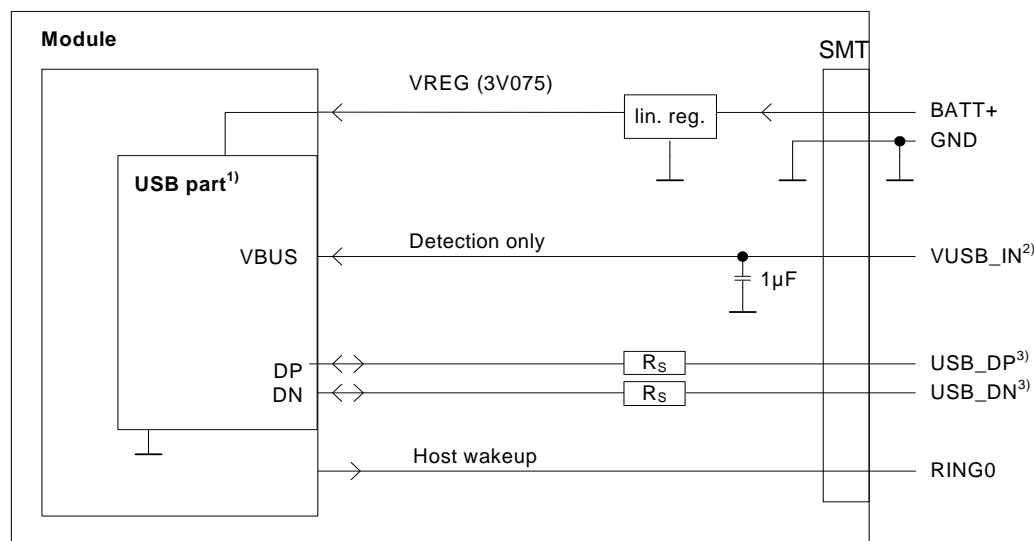 Module
SMT
VREG (3V075)
lin. reg.
BATT+
GND
USB part1)
VBUS
Detection only
VUSB_IN2)
1µF
DP
RS
USB_DP3)
DN
RS
USB_DN3)
Host wakeup
RING0